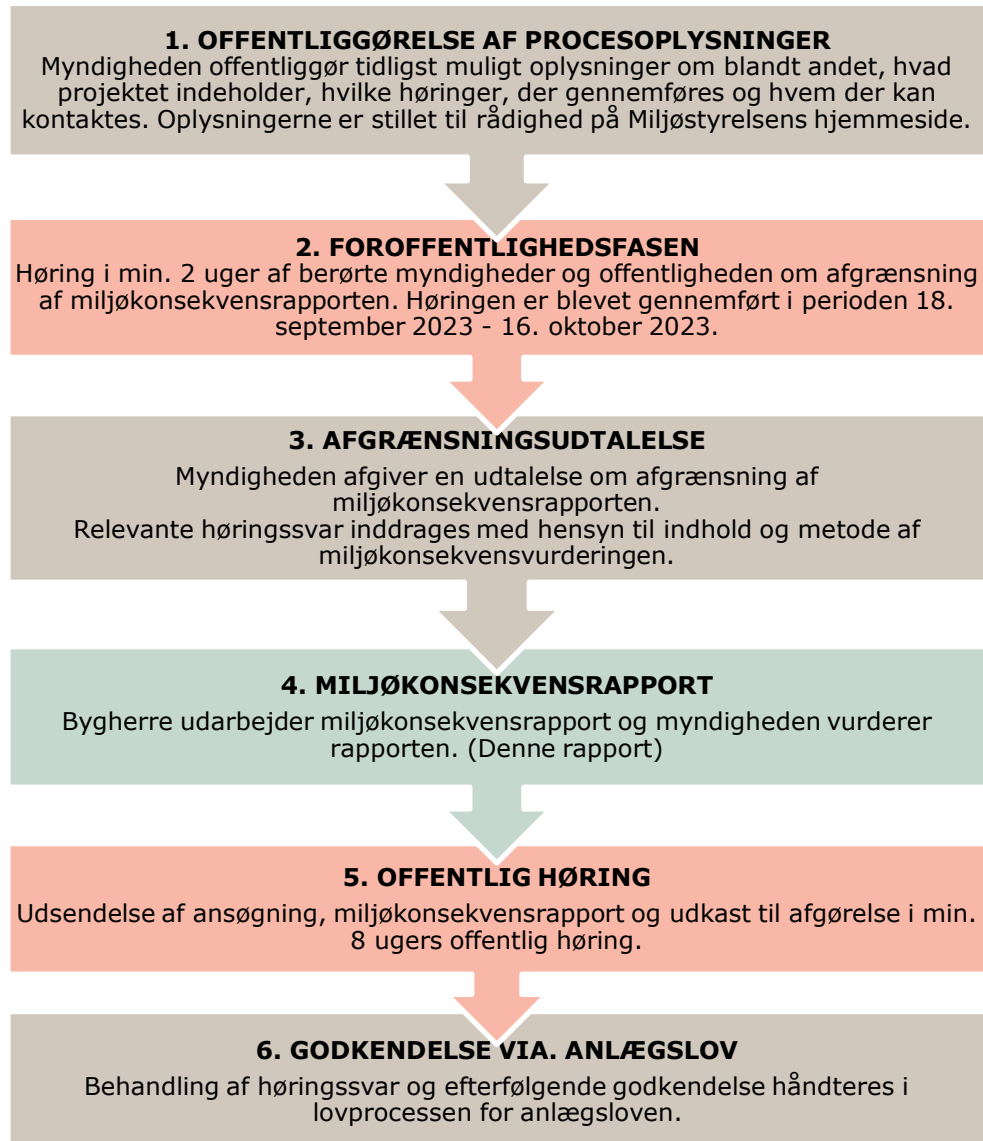 1. OFFENTLIGGØRELSE AF PROCESOPLYSNINGER
Myndigheden offentliggør tidligst muligt oplysninger om blandt andet, hvad
projektet indeholder, hvilke høringer, der gennemføres og hvem der kan
kontaktes. Oplysningerne er stillet til rådighed på Miljøstyrelsens hjemmeside.
2. FOROFFENTLIGHEDSFASEN
Høring i min. 2 uger af berørte myndigheder og offentligheden om afgrænsning
af miljøkonsekvensrapporten. Høringen er blevet gennemført i perioden 18.
september 2023 - 16. oktober 2023.
3. AFGRÆNSNINGSUDTALELSE
Myndigheden afgiver en udtalelse om afgrænsning af
miljøkonsekvensrapporten.
Relevante høringssvar inddrages med hensyn til indhold og metode af
miljøkonsekvensvurderingen.
4. MILJØKONSEKVENSRAPPORT
Bygherre udarbejder miljøkonsekvensrapport og myndigheden vurderer
rapporten. (Denne rapport)
5. OFFENTLIG HØRING
Udsendelse af ansøgning, miljøkonsekvensrapport og udkast til afgørelse i min.
8 ugers offentlig høring.
6. GODKENDELSE VIA. ANLÆGSLOV
Behandling af høringssvar og efterfølgende godkendelse håndteres i
lovprocessen for anlægsloven.